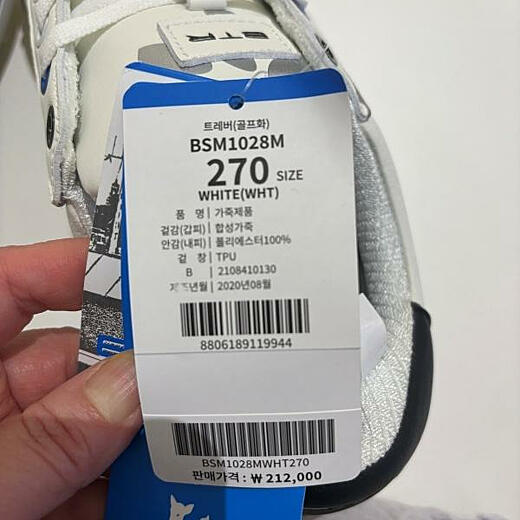 BTR
트레버(골프화)
BSM1028M
270 SIZE
WHITE(WHT)
품 명 | 가죽제품
겉감(갑피) | 합성가죽
안감(내피) | 폴리에스터100%
겉 창 | TPU
B | 2108410130
제조년월 | 2020년08월
8806189119944
BSM1028MWHT270
판매가격 : ₩ 212,000